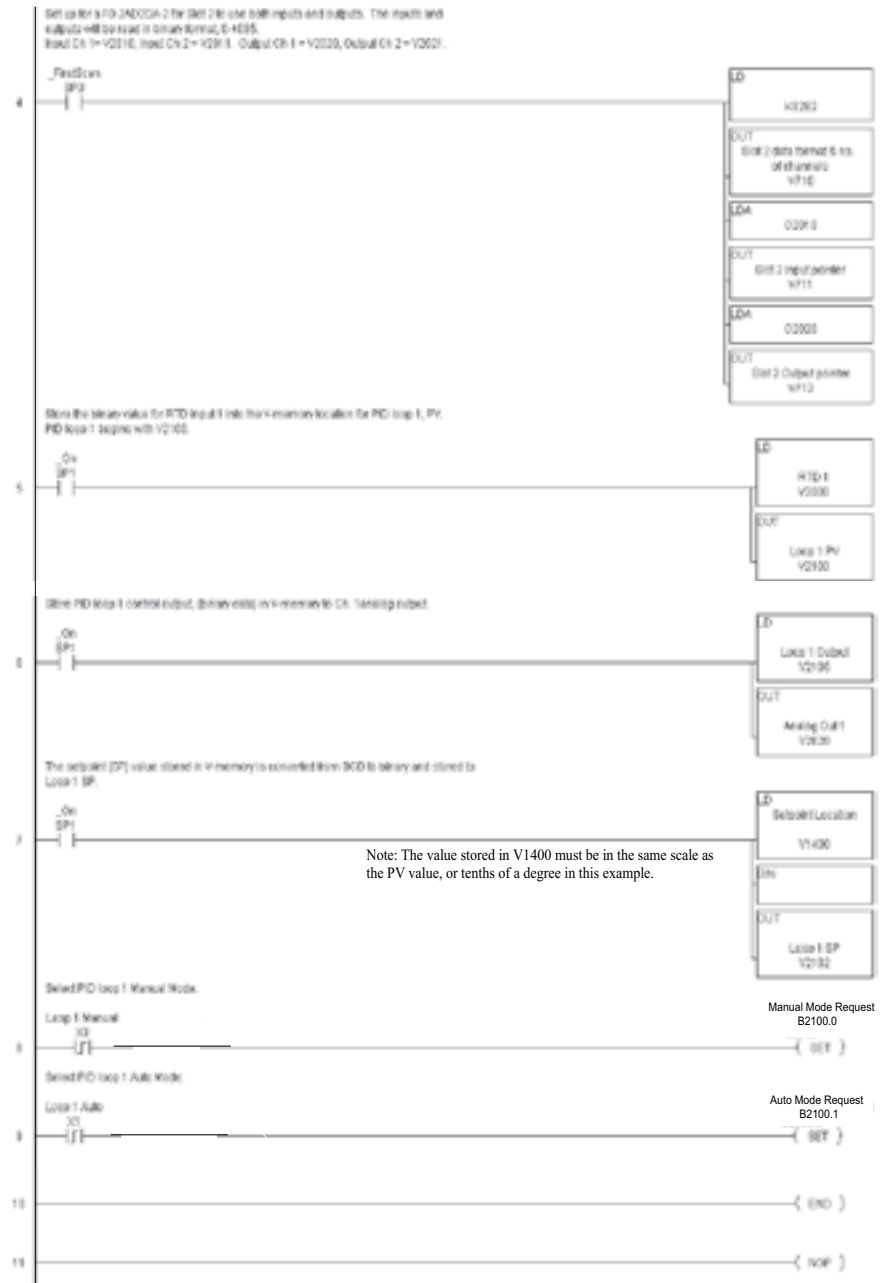 Set up for a F0-2AD2DA-2 for Slot 2 to use both inputs and outputs. The inputs and
outputs will be read in binary format, 0-4095.
Input Ch 1= V2010, Input Ch 2 = V2011. Output Ch 1 = V2020, Output Ch 2 = V2021.
_FirstScan
SP0
4
LD
OUT
Slot 2 data format & no.
of channels
V710
LDA
O2010
OUT
Slot 2 input pointer
V711
LDA
O2020
OUT
Slot 2 Output pointer
V712
Store the binary value for RTD input 1 into the V-memory location for PID loop 1, PV.
PID loop 1 begins with V2100.
_On
SP1
5
LD
RTD 1
V2000
OUT
Loop 1 PV
Store PID loop 1 control output, (binary data) in V-memory to Ch. 1 analog output.
_On
SP1
6
LD
Loop 1 Output
V2105
OUT
Analog Out 1
V2020
The setpoint (SP) value stored in V-memory is converted from BCD to binary and stored to
Loop 1 SP.
_On
SP1
7
LD
Setpoint Location
V1400
Note: The value stored in V1400 must be in the same scale as
the PV value, or tenths of a degree in this example.
BIN
OUT
Loop 1 SP
V2102
Select PID loop 1 Manual Mode.
Loop 1 Manual
X0
8
Manual Mode Request
B2100.0
SET
Select PID loop 1 Auto Mode.
Loop 1 Auto
X1
9
Auto Mode Request
B2100.1
SET
10
END
11
NOP